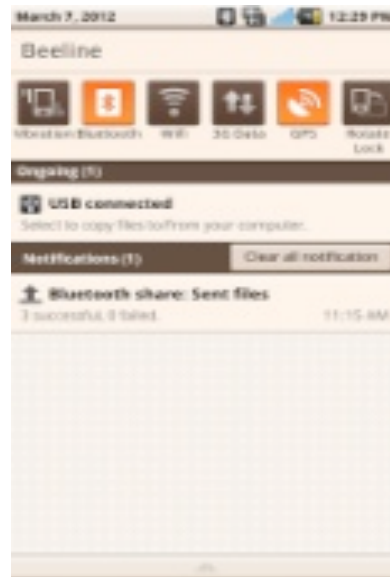 March 7, 2012 12:29 PM
Beeline
Vibration Bluetooth Wifi 3G Data GPS Rotate Lock
Ongoing (1)
USB connected
Select to copy files to/from your computer.
Notifications (1) Clear all notification
Bluetooth share: Sent files
3 successful, 0 failed. 11:15 AM